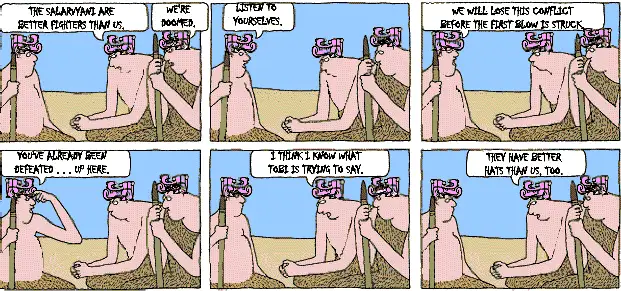 THE SALARVYANI ARE
BETTER FIGHTERS THAN US.
WE'RE
DOOMED.
LISTEN TO
YOURSELVES.
WE WILL LOSE THIS CONFLICT
BEFORE THE FIRST BLOW IS STRUCK.
YOU'VE ALREADY BEEN
DEFEATED . . . UP HERE.
I THINK I KNOW WHAT
TOBI IS TRYING TO SAY.
THEY HAVE BETTER
HATS THAN US, TOO.